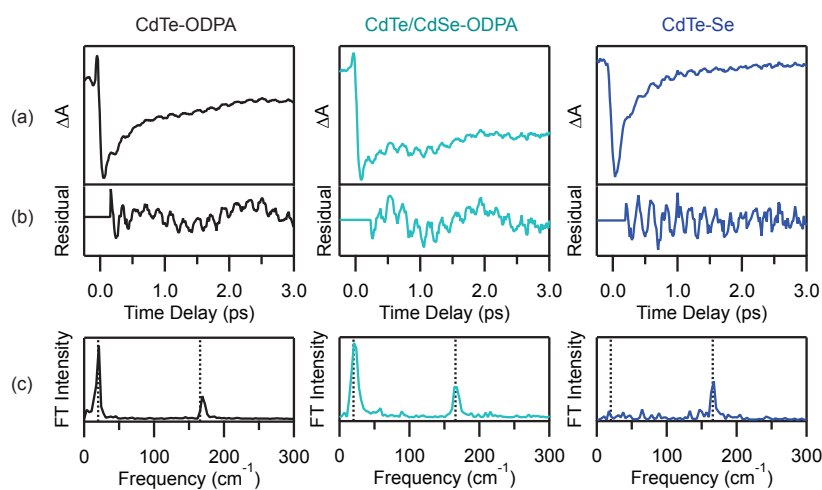 CdTe-ODPA CdTe/CdSe-ODPA CdTe-Se
(a) ΔA ΔA ΔA
(b) Residual Residual Residual
0.0 1.0 2.0 3.0 0.0 1.0 2.0 3.0 0.0 1.0 2.0 3.0
Time Delay (ps) Time Delay (ps) Time Delay (ps)
(c) FT Intensity FT Intensity FT Intensity
0 100 200 300 0 100 200 300 0 100 200 300
Frequency (cm⁻¹) Frequency (cm⁻¹) Frequency (cm⁻¹)